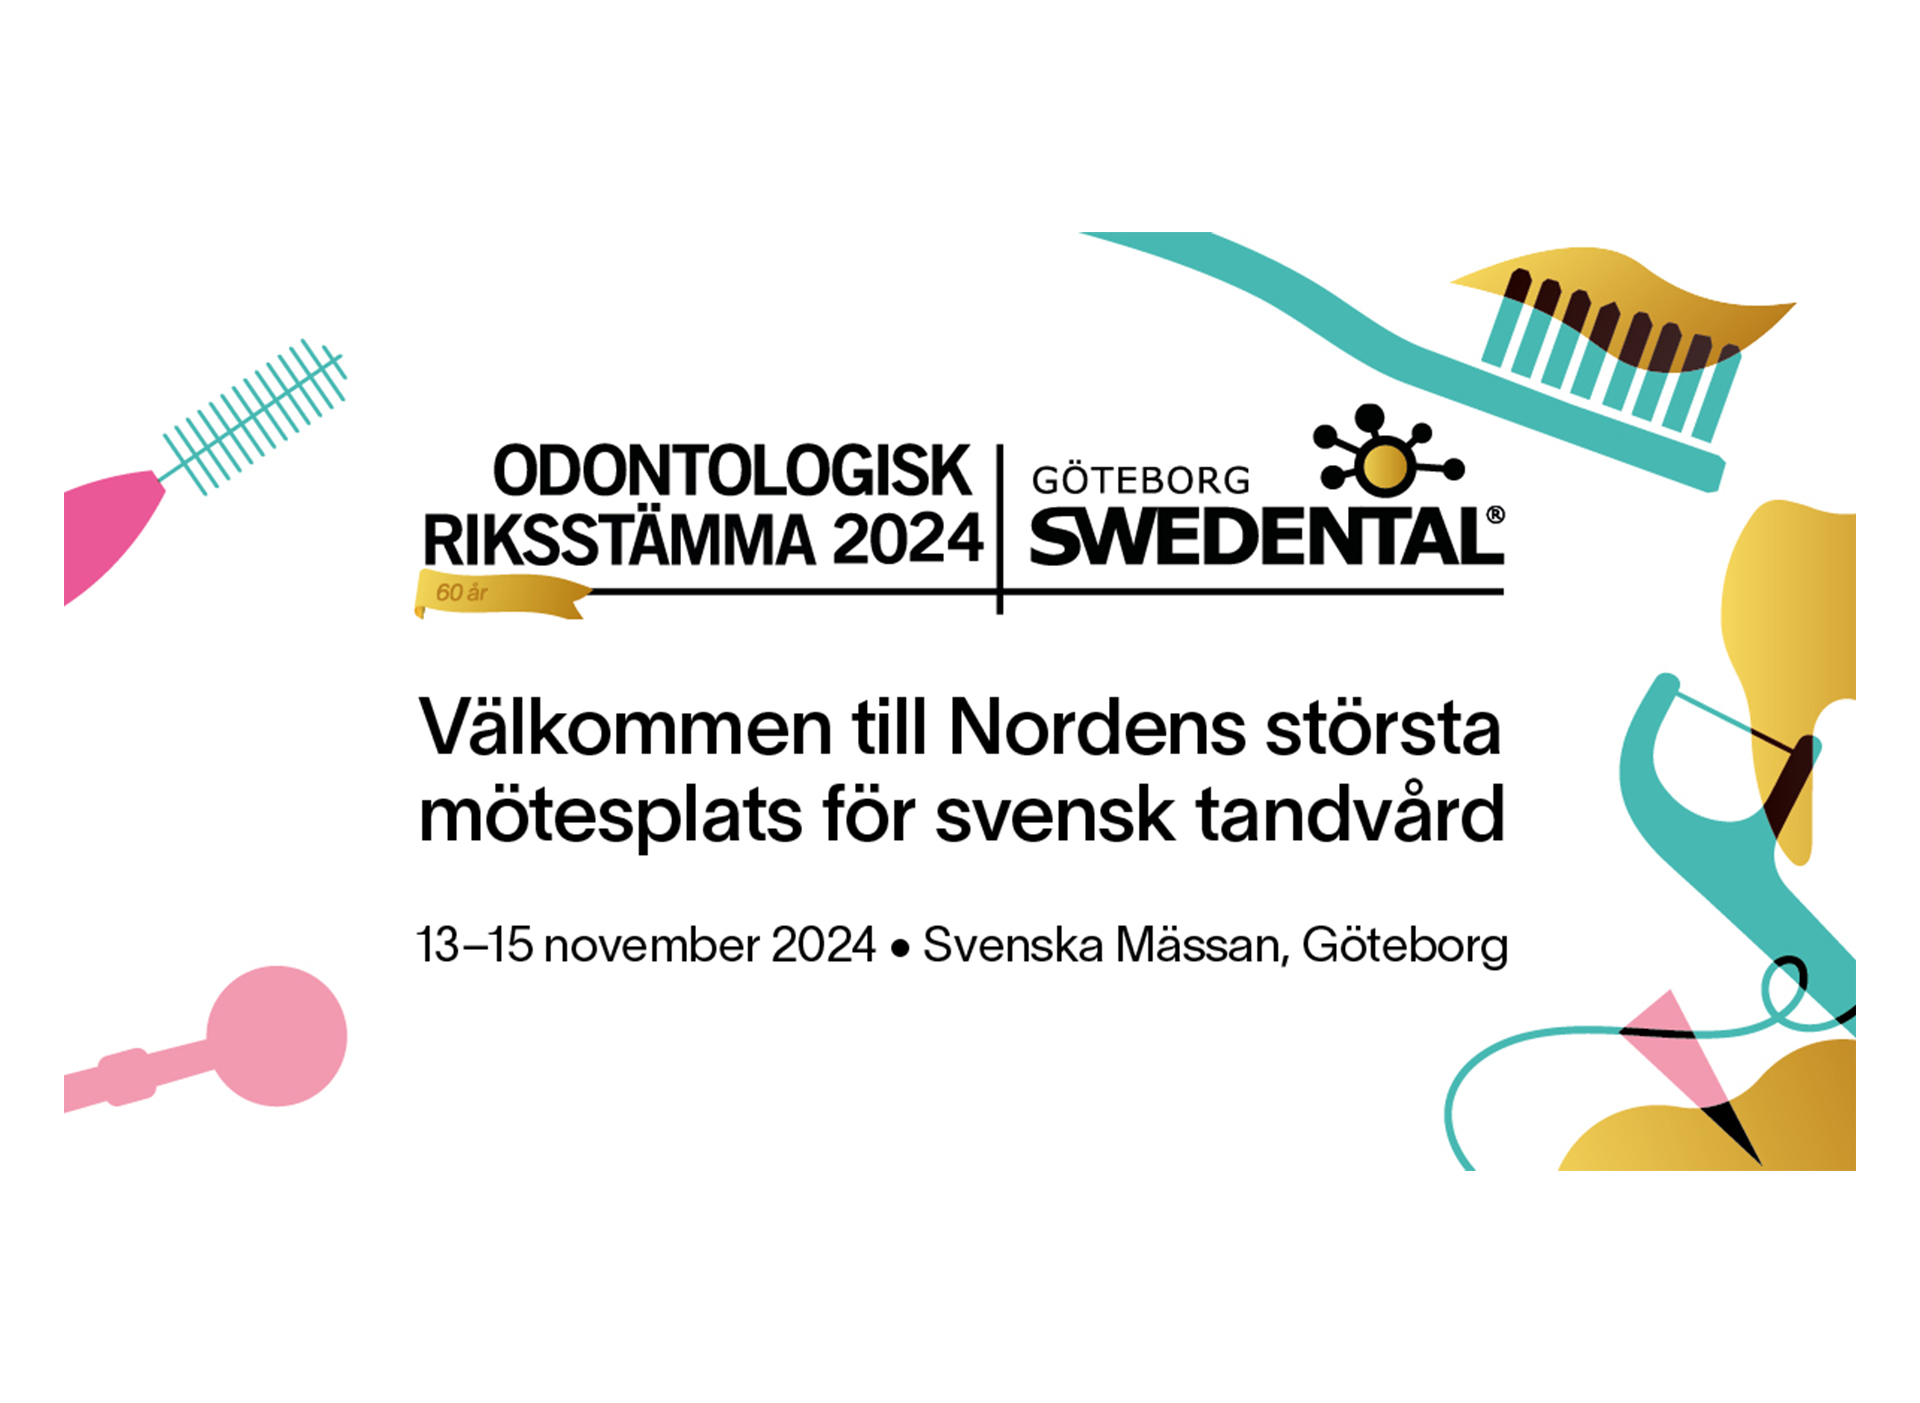 ODONTOLOGISK
RIKSSTÄMMA 2024
60 år
GÖTEBORG
SWEDENTAL®
Välkommen till Nordens största
mötesplats för svensk tandvård
13–15 november 2024 • Svenska Mässan, Göteborg